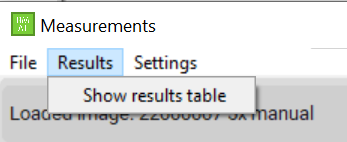 Measurements
File Results Settings
Show results table
Loaded image: manual